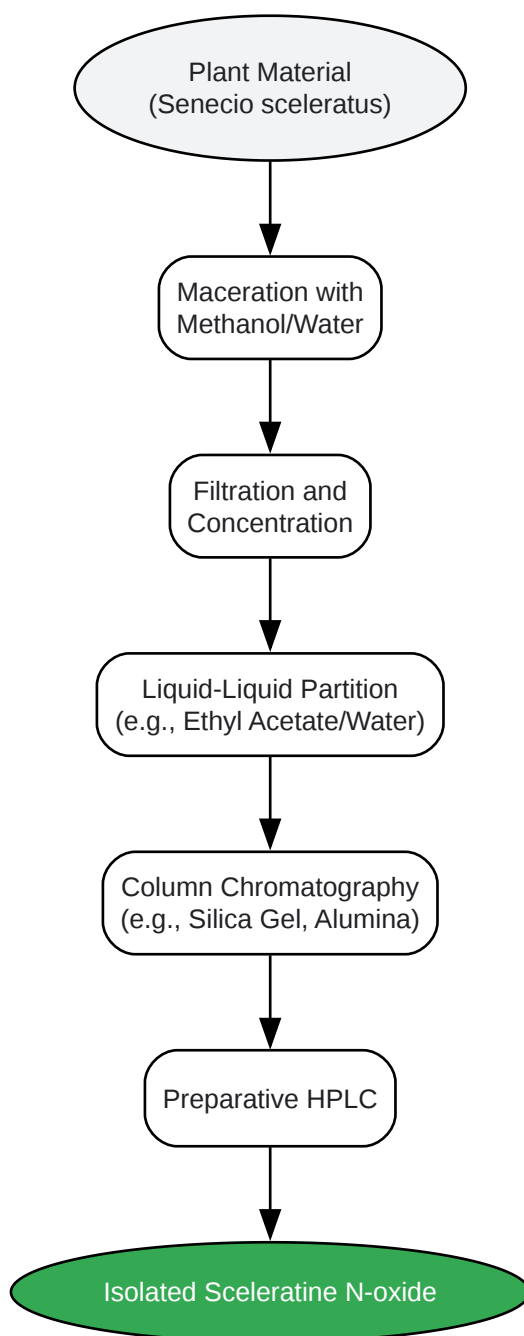 Plant Material
(Senecio sceleratus)
Maceration with
Methanol/Water
Filtration and
Concentration
Liquid-Liquid Partition
(e.g., Ethyl Acetate/Water)
Column Chromatography
(e.g., Silica Gel, Alumina)
Preparative HPLC
Isolated Sceleratine N-oxide